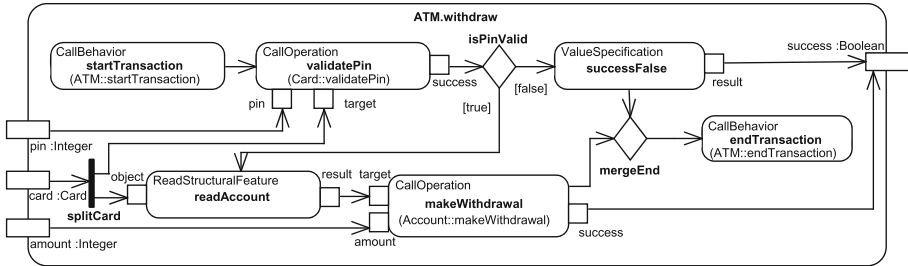 ATM.withdraw
CallBehavior
startTransaction
(ATM::startTransaction)
CallOperation
validatePin
(Card::validatePin)
success
pin
target
isPinValid
[true]
[false]
ValueSpecification
successFalse
result
success :Boolean
pin :Integer
card :Card
splitCard
object
ReadStructuralFeature
readAccount
result
target
CallOperation
makeWithdrawal
(Account::makeWithdrawal)
amount
success
mergeEnd
CallBehavior
endTransaction
(ATM::endTransaction)
amount :Integer